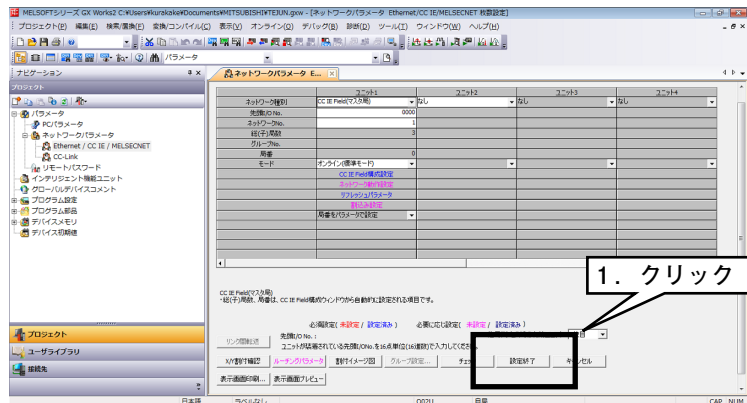 MELSOFTシリーズ GX Works2 C:¥Users¥kurakake¥Documents¥MITSUBISHI¥TEJUN.gxw - [ネットワークパラメータ Ethernet/CC IE/MELSECNET 枚数設定]
プロジェクト(P) 編集(E) 検索/置換(F) 変換/コンパイル(C) 表示(V) オンライン(O) デバッグ(B) 診断(D) ツール(T) ウィンドウ(W) ヘルプ(H)
パラメータ
ナビゲーション
ネットワークパラメータ E...
プロジェクト
パラメータ
PCパラメータ
ネットワークパラメータ
Ethernet / CC IE / MELSECNET
CC-Link
リモートパスワード
インテリジェント機能ユニット
グローバルデバイスコメント
プログラム設定
プログラム部品
デバイスメモリ
デバイス初期値
ユニット1 ユニット2 ユニット3 ユニット4
ネットワーク種別 CC IE Field(マスタ局) なし なし なし
先頭I/O No. 0000
ネットワークNo. 1
総(子)局数 3
グループNo.
局番 0
モード オンライン(標準モード)
CC IE Field構成設定
ネットワーク動作設定
リフレッシュパラメータ
割込み設定
局番をパラメータで設定
1. クリック
CC IE Field(マスタ局)
・総(子)局数、局番は、CC IE Field構成ウィンドウから自動的に設定される項目です。
必須設定( 未設定 / 設定済み ) 必要に応じ設定( 未設定 / 設定済み )
先頭I/O No. :
ユニットが装着されている先頭I/ONo.を16点単位(16進数)で入力してください。
リンク間転送
X/Y割付確認 ルーチングパラメータ 割付イメージ図 グループ設定... チェック 設定終了 キャンセル
表示画面印刷... 表示画面プレビュー
プロジェクト
ユーザライブラリ
接続先
日本語 ラベルなし Q02U 自局 CAP NUM